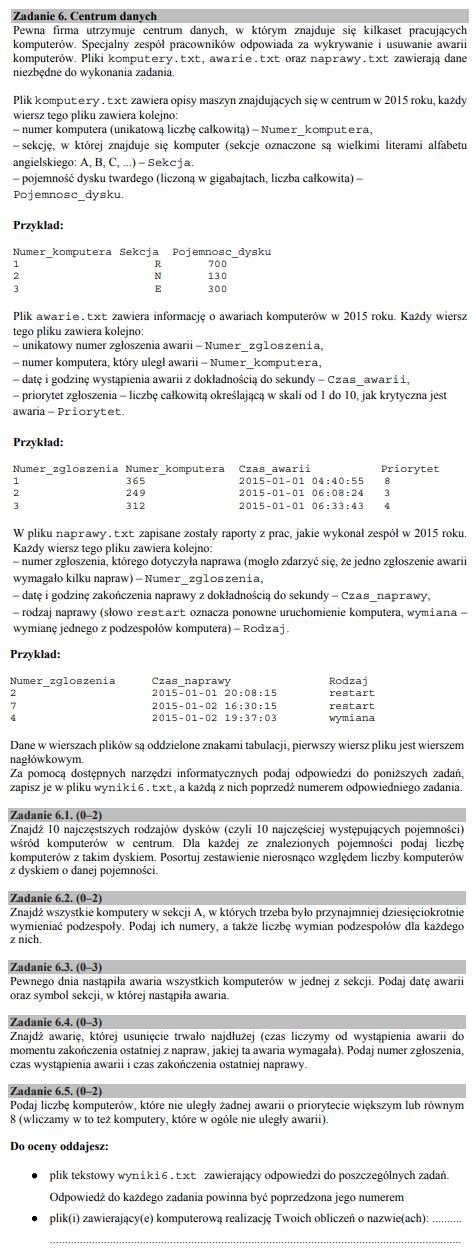 Zadanie 6. Centrum danych
Pewna firma utrzymuje centrum danych, w którym znajduje się kilkaset pracujących
komputerów. Specjalny zespół pracowników odpowiada za wykrywanie i usuwanie awarii
komputerów. Pliki komputery.txt, awarie.txt oraz naprawy.txt zawierają dane
niezbędne do wykonania zadania.
Plik komputery.txt zawiera opisy maszyn znajdujących się w centrum w 2015 roku, każdy
wiersz tego pliku zawiera kolejno:
– numer komputera (unikatową liczbę całkowitą) – Numer_komputera,
– sekcję, w której znajduje się komputer (sekcje oznaczone są wielkimi literami alfabetu
angielskiego: A, B, C, ...) – Sekcja.
– pojemność dysku twardego (liczoną w gigabajtach, liczba całkowita) –
Pojemnosc_dysku.
Przykład:
Numer_komputera Sekcja Pojemnosc_dysku
1 R 700
2 N 130
3 E 300
Plik awarie.txt zawiera informację o awariach komputerów w 2015 roku. Każdy wiersz
tego pliku zawiera kolejno:
– unikatowy numer zgłoszenia awarii – Numer_zgloszenia,
– numer komputera, który uległ awarii – Numer_komputera,
– datę i godzinę wystąpienia awarii z dokładnością do sekundy – Czas_awarii,
– priorytet zgłoszenia – liczbę całkowitą określającą w skali od 1 do 10, jak krytyczna jest
awaria – Priorytet.
Przykład:
Numer_zgloszenia Numer_komputera Czas_awarii Priorytet
1 365 2015-01-01 04:40:55 8
2 249 2015-01-01 06:08:24 3
3 312 2015-01-01 06:33:43 4
W pliku naprawy.txt zapisane zostały raporty z prac, jakie wykonał zespół w 2015 roku.
Każdy wiersz tego pliku zawiera kolejno:
– numer zgłoszenia, którego dotyczyła naprawa (mogło zdarzyć się, że jedno zgłoszenie awarii
wymagało kilku napraw) – Numer_zgloszenia,
– datę i godzinę zakończenia naprawy z dokładnością do sekundy – Czas_naprawy,
– rodzaj naprawy (słowo restart oznacza ponowne uruchomienie komputera, wymiana –
wymianę jednego z podzespołów komputera) – Rodzaj.
Przykład:
Numer_zgloszenia Czas_naprawy Rodzaj
2 2015-01-01 20:08:15 restart
7 2015-01-02 16:30:15 restart
4 2015-01-02 19:37:03 wymiana
Dane w wierszach plików są oddzielone znakami tabulacji, pierwszy wiersz pliku jest wierszem
nagłówkowym.
Za pomocą dostępnych narzędzi informatycznych podaj odpowiedzi do poniższych zadań,
zapisz je w pliku wyniki6.txt, a każdą z nich poprzedź numerem odpowiedniego zadania.
Zadanie 6.1. (0–2)
Znajdź 10 najczęstszych rodzajów dysków (czyli 10 najczęściej występujących pojemności)
wśród komputerów w centrum. Dla każdej ze znalezionych pojemności podaj liczbę
komputerów z takim dyskiem. Posortuj zestawienie nierosnąco względem liczby komputerów
z dyskiem o danej pojemności.
Zadanie 6.2. (0–2)
Znajdź wszystkie komputery w sekcji A, w których trzeba było przynajmniej dziesięciokrotnie
wymieniać podzespoły. Podaj ich numery, a także liczbę wymian podzespołów dla każdego
z nich.
Zadanie 6.3. (0–3)
Pewnego dnia nastąpiła awaria wszystkich komputerów w jednej z sekcji. Podaj datę awarii
oraz symbol sekcji, w której nastąpiła awaria.
Zadanie 6.4. (0–3)
Znajdź awarię, której usunięcie trwało najdłużej (czas liczymy od wystąpienia awarii do
momentu zakończenia ostatniej z napraw, jakiej ta awaria wymagała). Podaj numer zgłoszenia,
czas wystąpienia awarii i czas zakończenia ostatniej naprawy.
Zadanie 6.5. (0–2)
Podaj liczbę komputerów, które nie uległy żadnej awarii o priorytecie większym lub równym
8 (wliczamy w to też komputery, które w ogóle nie uległy awarii).
Do oceny oddajesz:
• plik tekstowy wyniki6.txt zawierający odpowiedzi do poszczególnych zadań.
Odpowiedź do każdego zadania powinna być poprzedzona jego numerem
• plik(i) zawierający(e) komputerową realizację Twoich obliczeń o nazwie(ach): ..........
..........................................................................................................................